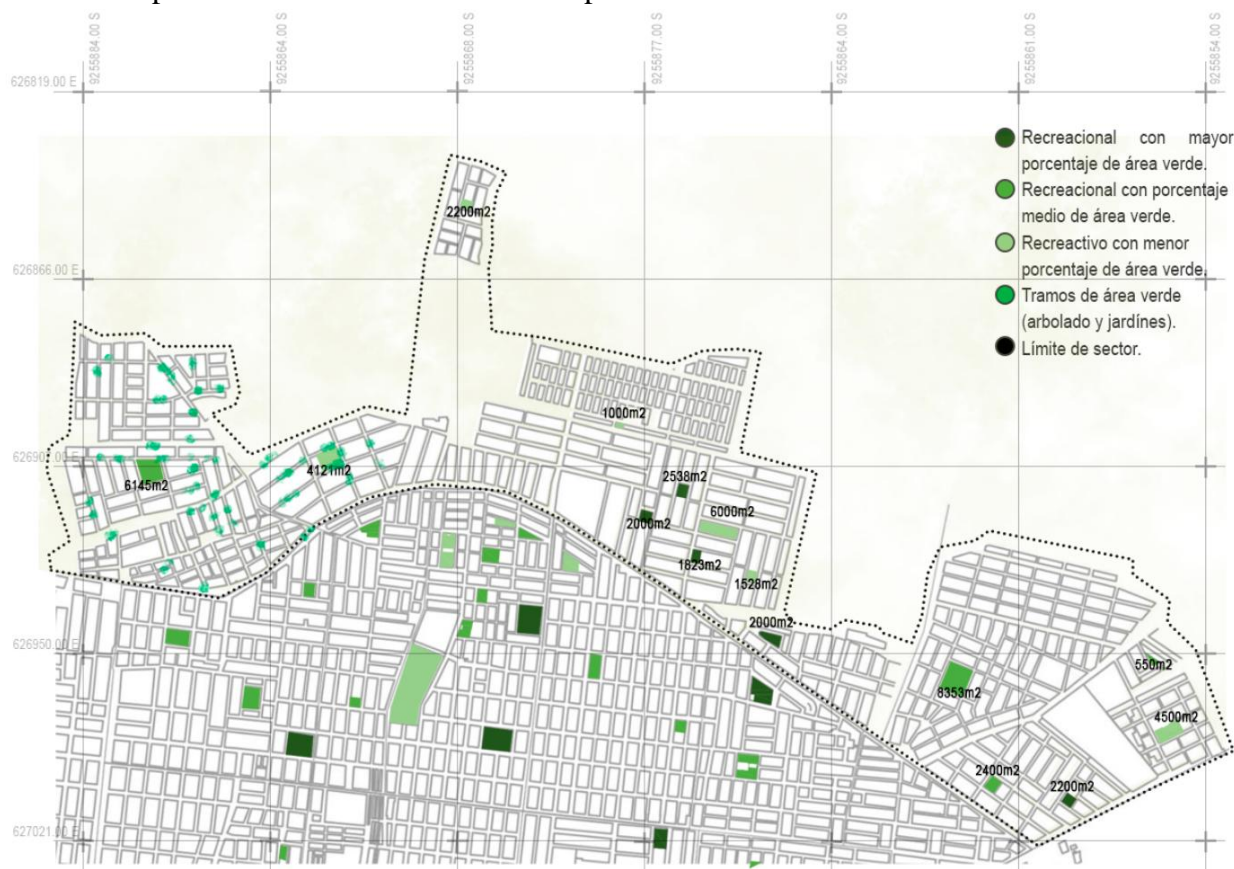 9255884.00 S
9255864.00 S
9255868.00 S
9255877.00 S
9255864.00 S
9255861.00 S
9255854.00 S
626819.00 E
Recreacional con mayor
porcentaje de área verde.
Recreacional con porcentaje
medio de área verde.
Recreactivo con menor
porcentaje de área verde.
Tramos de área verde
(arbolado y jardínes).
Límite de sector.
2200m2
626866.00 E
1000m2
4121m2
6145m2
2538m2
6000m2
2000m2
1823m2
1528m2
2000m2
626950.00 E
550m2
8353m2
4500m2
2400m2
2200m2
627021.00 E